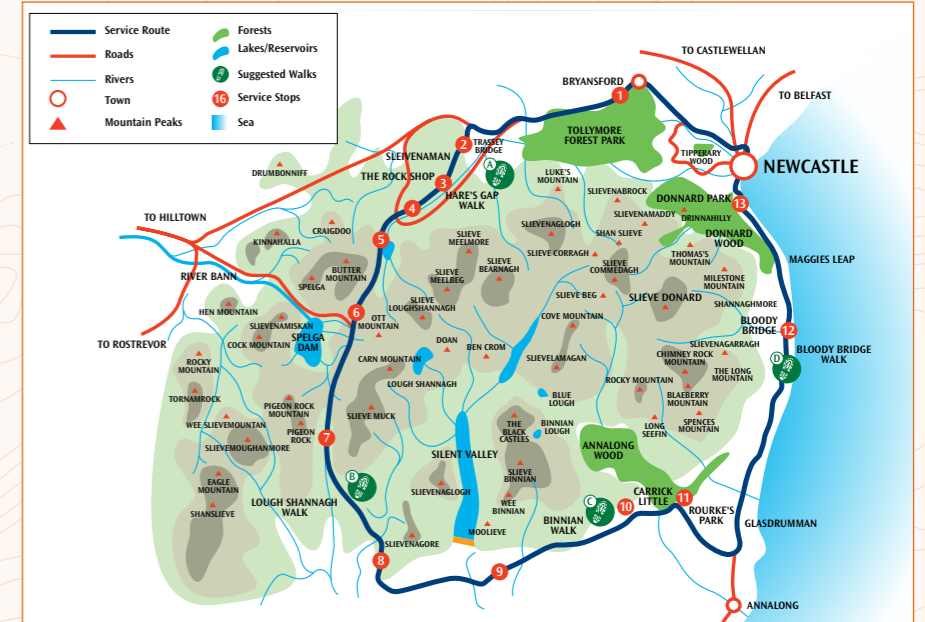 Service Route
Roads
Rivers
Town
Mountain Peaks
Forests
Lakes/Reservoirs
Suggested Walks
16
Service Stops
Sea
TO CASTLEWELLAN
BRYANSFORD
TO BELFAST
1
TOLLYMORE
FOREST PARK
TIPPERARY
WOOD
NEWCASTLE
2
TRASSEY
BRIDGE
SLEIVENAMAN
A
THE ROCK SHOP
3
HARE'S GAP
WALK
4
DRUMBONNIFF
LUKE'S
MOUNTAIN
SLIEVENABROCK
DONNARD PARK
13
SLIEVENAMADDY
DRINNAHILLY
DONNARD
WOOD
TO HILLTOWN
CRAIGDOO
KINNAHALLA
5
SLIEVENAGLOGH
SHAN SLIEVE
SLIEVE
MEELMORE
SLIEVE CORRAGH
THOMAS'S
MOUNTAIN
MAGGIES LEAP
RIVER BANN
BUTTER
MOUNTAIN
SPELGA
SLIEVE
MEELBEG
SLIEVE
BEARNAGH
SLIEVE
COMMEDAGH
MILESTONE
MOUNTAIN
HEN MOUNTAIN
SLIEVE
LOUGHSHANNAGH
SLIEVE BEG
SLIEVE DONARD
SHANNAGHMORE
6
OTT
MOUNTAIN
COVE MOUNTAIN
BLOODY
BRIDGE
12
SLIEVENAMISKAN
COCK MOUNTAIN
SPELGA
DAM
TO ROSTREVOR
DOAN
BEN CROM
SLIEVENAGARRAGH
BLOODY BRIDGE
WALK
D
ROCKY
MOUNTAIN
CARN MOUNTAIN
SLIEVELAMAGAN
CHIMNEY ROCK
MOUNTAIN
THE LONG
MOUNTAIN
LOUGH SHANNAGH
ROCKY MOUNTAIN
TORNAMROCK
BLUE
LOUGH
BLAEBERRY
MOUNTAIN
PIGEON ROCK
MOUNTAIN
SLIEVE MUCK
WEE SLIEVEMOUNTAN
PIGEON
ROCK
7
THE
BLACK
CASTLES
BINNIAN
LOUGH
LONG
SEEFIN
SPENCES
MOUNTAIN
SLIEVEMOUGHANMORE
ANNALONG
WOOD
SILENT VALLEY
EAGLE
MOUNTAIN
B
SLIEVE
BINNIAN
SHANSLIEVE
LOUGH SHANNAGH
WALK
SLIEVENAGLOGH
WEE
BINNIAN
C
CARRICK
LITTLE
10
11
ROURKE'S
PARK
BINNIAN
WALK
GLASDRUMMAN
MOOLIEVE
SLIEVENAGORE
8
9
ANNALONG